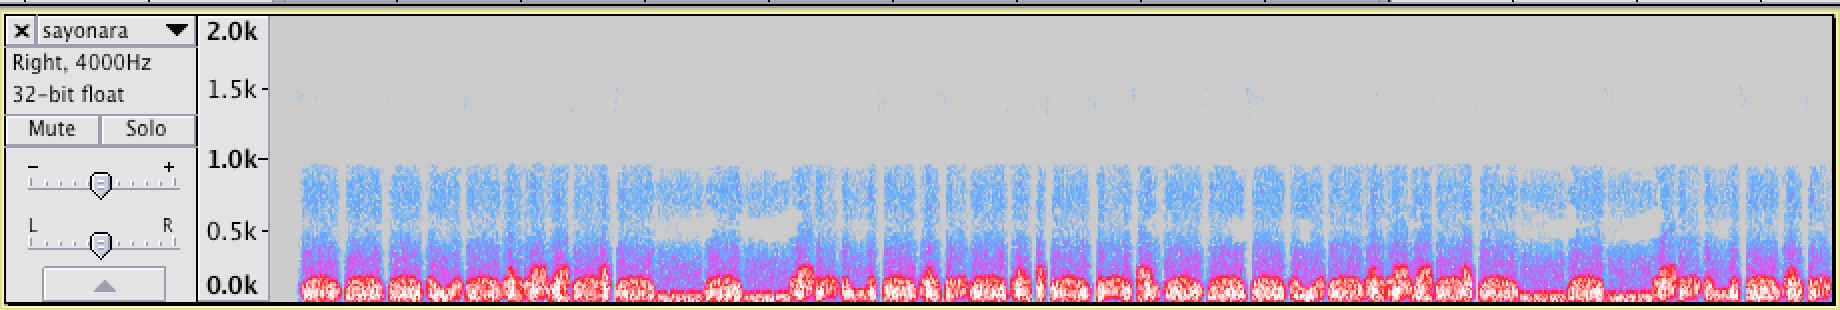 sayonara
Right, 4000Hz
32-bit float
Mute Solo
- +
L R
2.0k
1.5k
1.0k
0.5k
0.0k